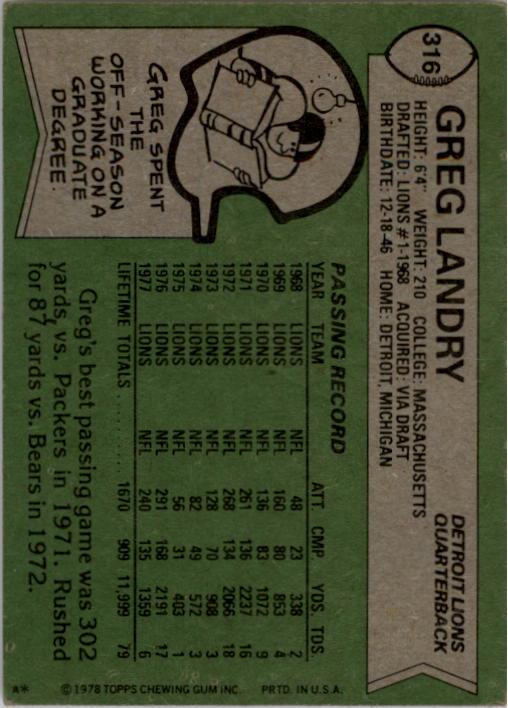 316
GREG LANDRY
DETROIT LIONS
QUARTERBACK
HEIGHT: 6'4" WEIGHT: 210 COLLEGE: MASSACHUSETTS
DRAFTED: LIONS #1-1968 ACQUIRED: VIA DRAFT
BIRTHDATE: 12-18-46 HOME: DETROIT, MICHIGAN
GREG SPENT
THE
OFF-SEASON
WORKING ON A
GRADUATE
DEGREE.
PASSING RECORD
YEAR TEAM ATT. CMP. YDS. TDS.
1968 LIONS NFL 48 23 338 2
1969 LIONS NFL 160 80 853 4
1970 LIONS NFL 136 83 1072 9
1971 LIONS NFL 261 136 2237 16
1972 LIONS NFL 268 134 2066 18
1973 LIONS NFL 128 70 908 3
1974 LIONS NFL 82 49 572 3
1975 LIONS NFL 56 31 403 1
1976 LIONS NFL 291 168 2191 17
1977 LIONS NFL 240 135 1359 6
LIFETIME TOTALS .......... 1670 909 11,999 79
Greg's best passing game was 302
yards, vs. Packers in 1971. Rushed
for 87 yards vs. Bears in 1972.
A* © 1978 TOPPS CHEWING GUM INC. PRTD. IN U.S.A.